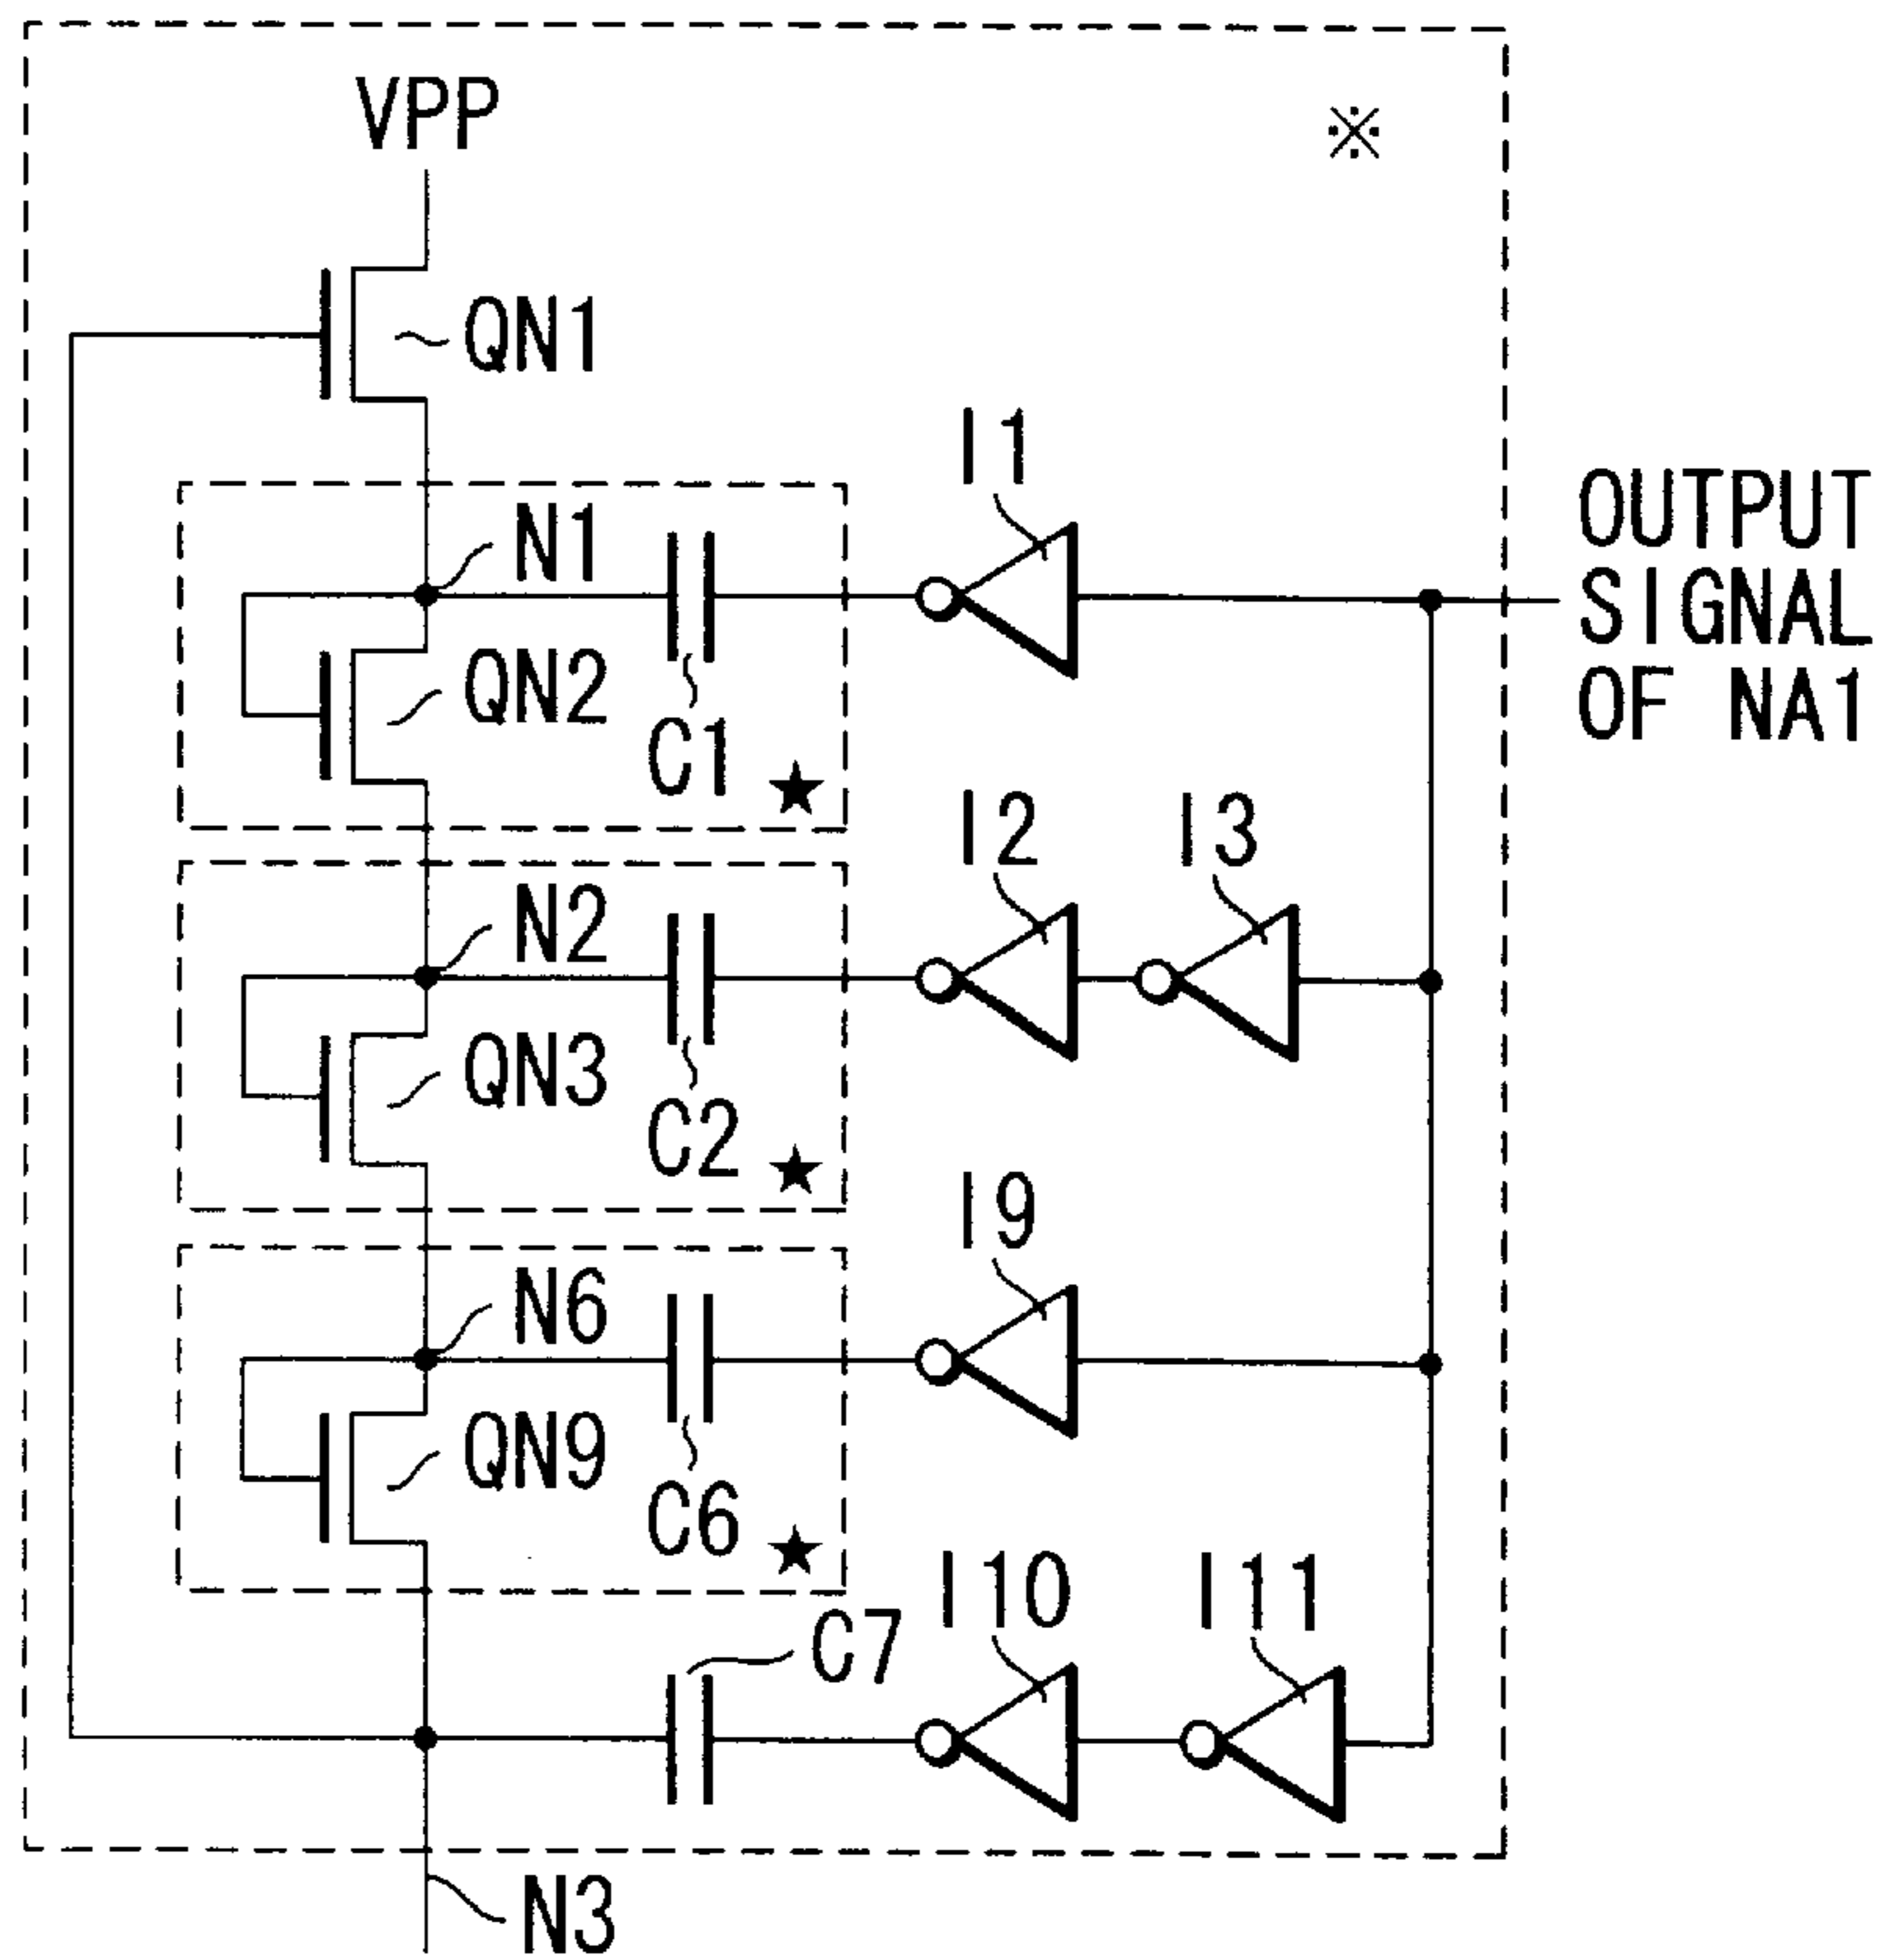 VPP
※
QN1
I1
N1
OUTPUT
SIGNAL
OF NA1
QN2
C1
★
I2
I3
N2
QN3
C2
★
I9
N6
QN9
C6
★
I10
I11
C7
N3